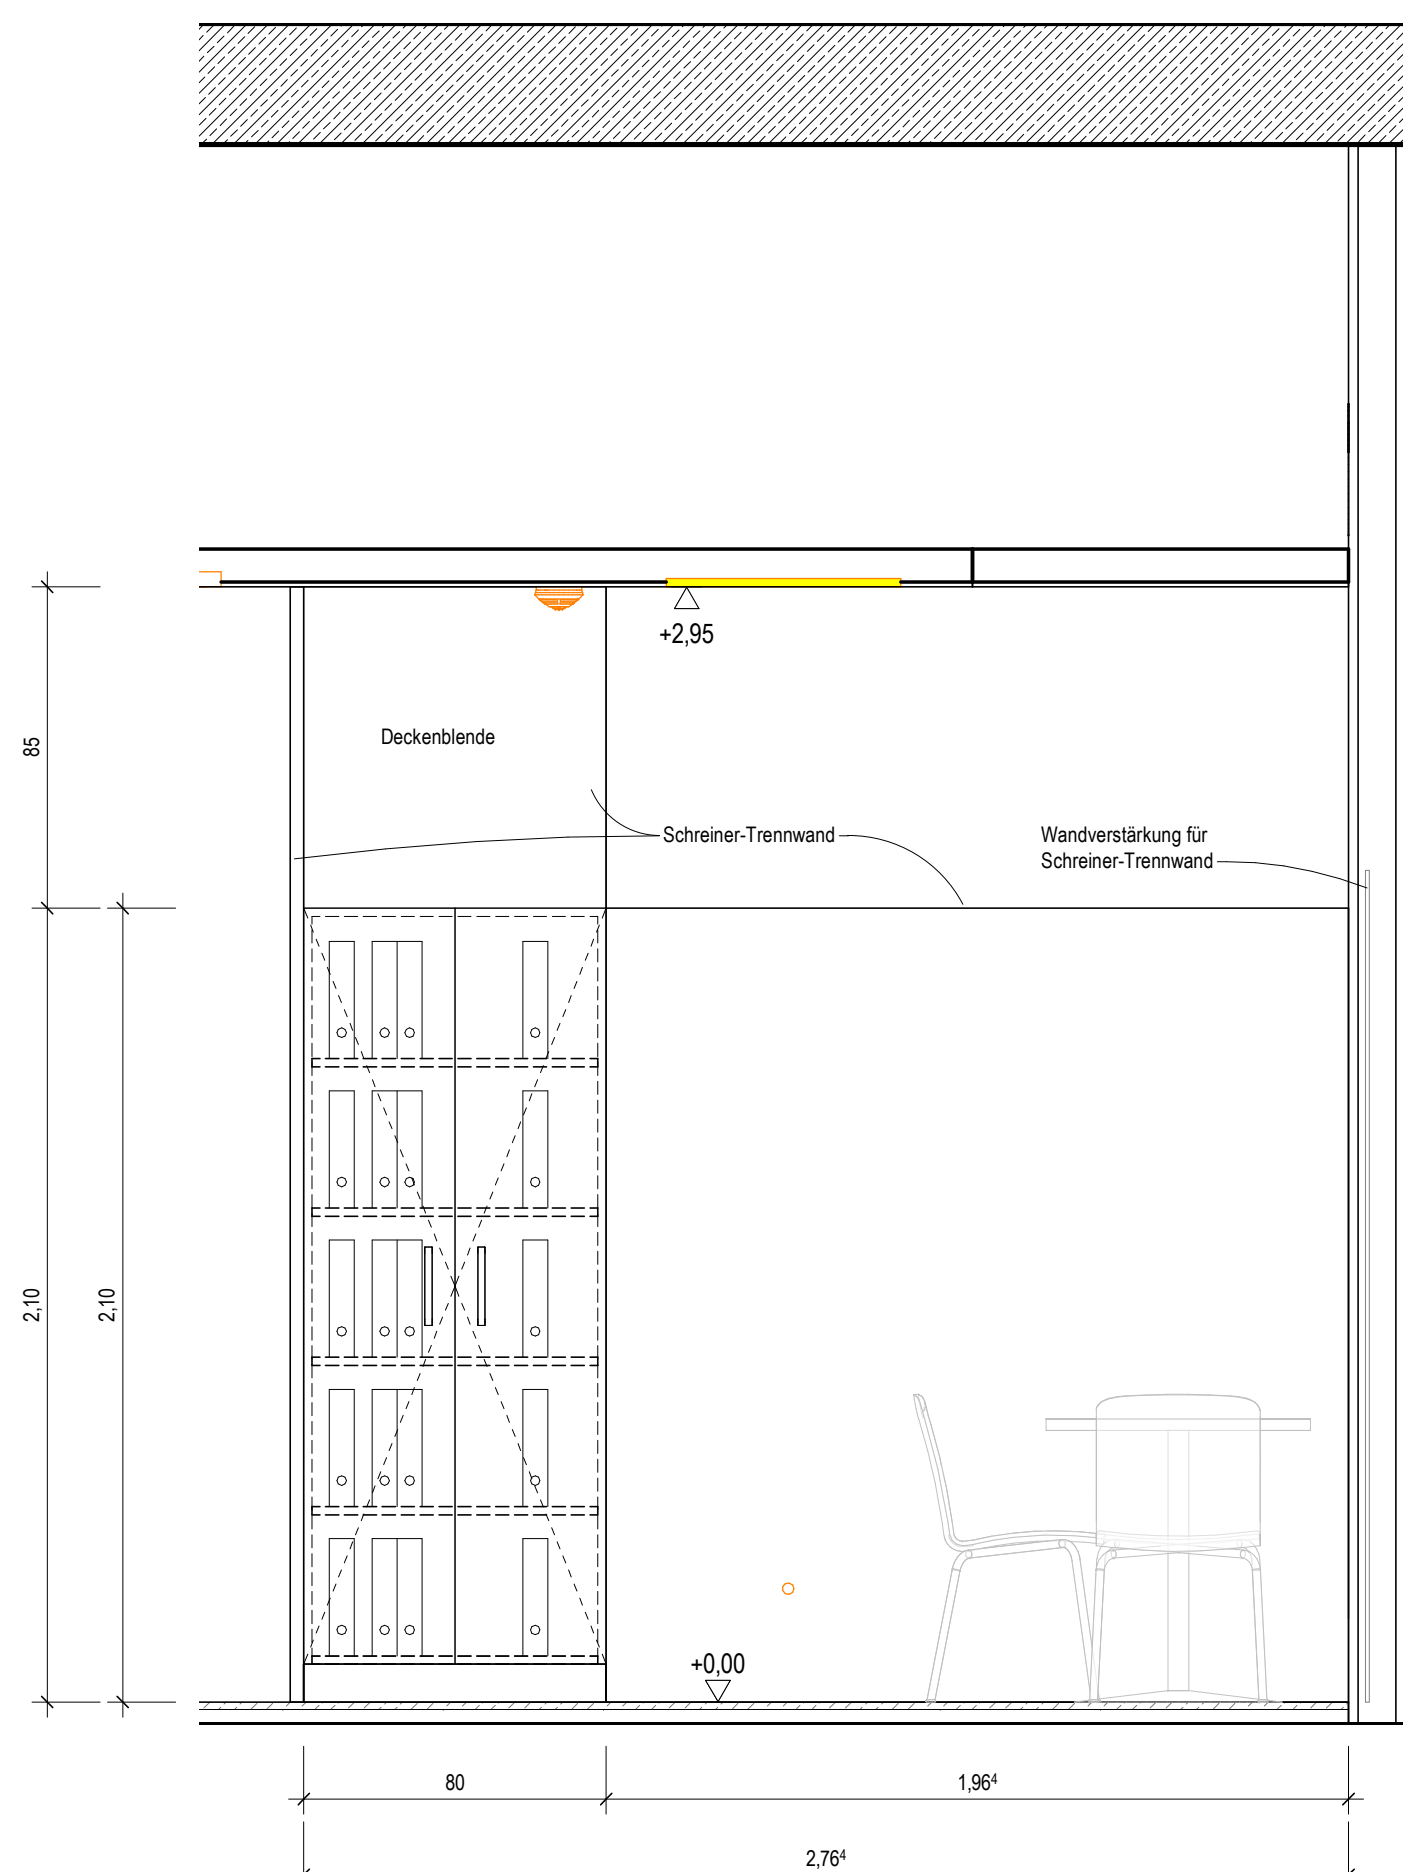 +2,95
Deckenblende
85
Schreiner-Trennwand
Wandverstärkung für
Schreiner-Trennwand
2,10
2,10
+0,00
80
1,96⁴
2,76⁴